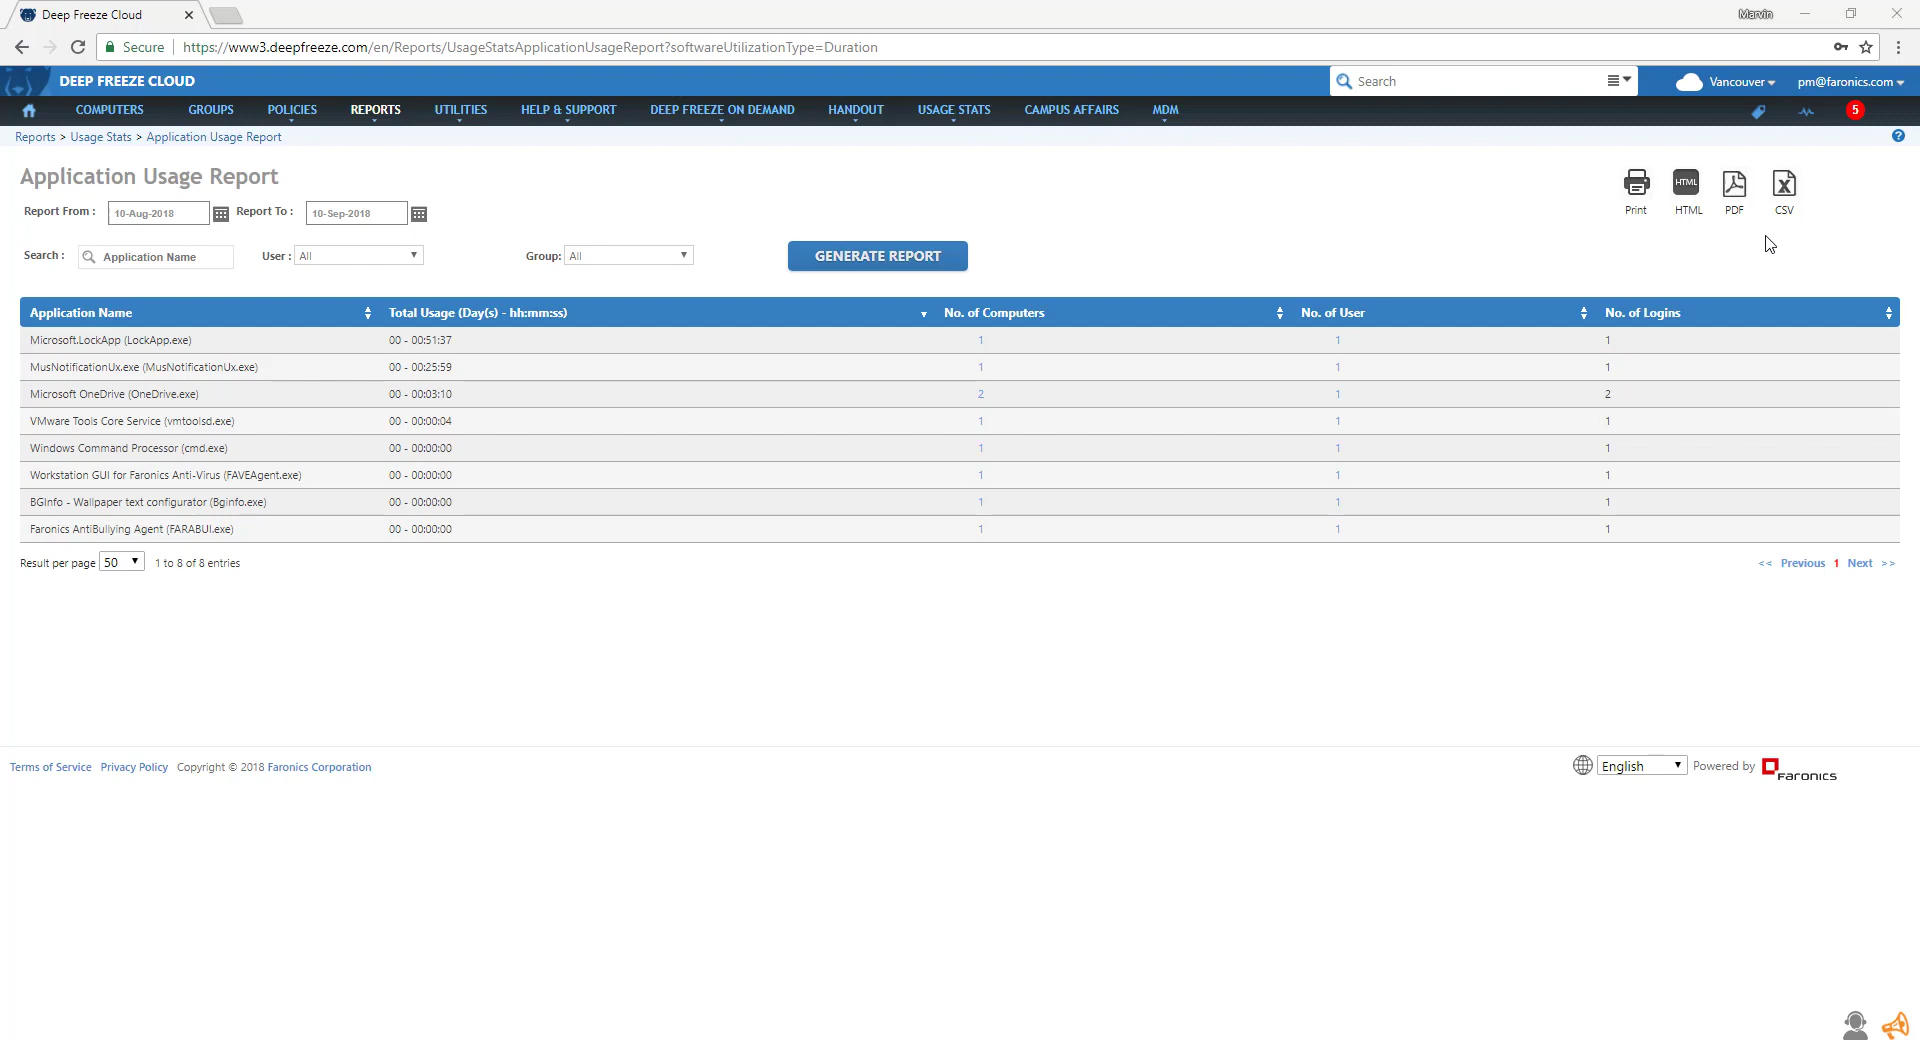 Deep Freeze Cloud
Marvin
Secure https://www3.deepfreeze.com/en/Reports/UsageStatsApplicationUsageReport?softwareUtilizationType=Duration
DEEP FREEZE CLOUD Search Vancouver pm@faronics.com
COMPUTERS GROUPS POLICIES REPORTS UTILITIES HELP & SUPPORT DEEP FREEZE ON DEMAND HANDOUT USAGE STATS CAMPUS AFFAIRS MDM 5
Reports > Usage Stats > Application Usage Report ?
Application Usage Report
HTML
Print HTML PDF CSV
Report From : 10-Aug-2018 Report To : 10-Sep-2018
Search : Application Name User : All Group: All GENERATE REPORT
Application Name Total Usage (Day(s) - hh:mm:ss) No. of Computers No. of User No. of Logins
Microsoft.LockApp (LockApp.exe) 00 - 00:51:37 1 1 1
MusNotificationUx.exe (MusNotificationUx.exe) 00 - 00:25:59 1 1 1
Microsoft OneDrive (OneDrive.exe) 00 - 00:03:10 2 1 2
VMware Tools Core Service (vmtoolsd.exe) 00 - 00:00:04 1 1 1
Windows Command Processor (cmd.exe) 00 - 00:00:00 1 1 1
Workstation GUI for Faronics Anti-Virus (FAVEAgent.exe) 00 - 00:00:00 1 1 1
BGInfo - Wallpaper text configurator (Bginfo.exe) 00 - 00:00:00 1 1 1
Faronics AntiBullying Agent (FARABUI.exe) 00 - 00:00:00 1 1 1
Result per page 50 1 to 8 of 8 entries << Previous 1 Next >>
Terms of Service Privacy Policy Copyright © 2018 Faronics Corporation English Powered by Faronics